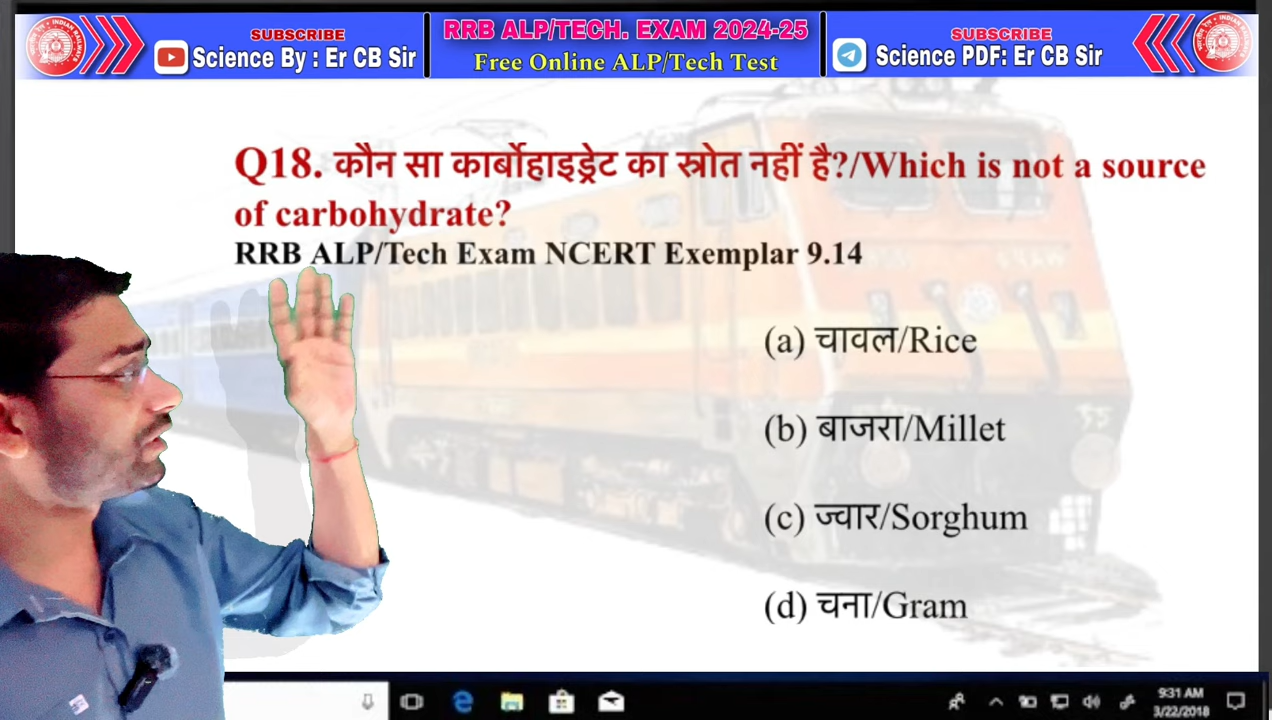 SUBSCRIBE
Science By : Er CB Sir
RRB ALP/TECH. EXAM 2024-25
Free Online ALP/Tech Test
SUBSCRIBE
Science PDF: Er CB Sir
Q18. कौन सा कार्बोहाइड्रेट का स्रोत नहीं है?/Which is not a source
of carbohydrate?
RRB ALP/Tech Exam NCERT Exemplar 9.14
(a) चावल/Rice
(b) बाजरा/Millet
(c) ज्वार/Sorghum
(d) चना/Gram
9:31 AM
3/22/2018